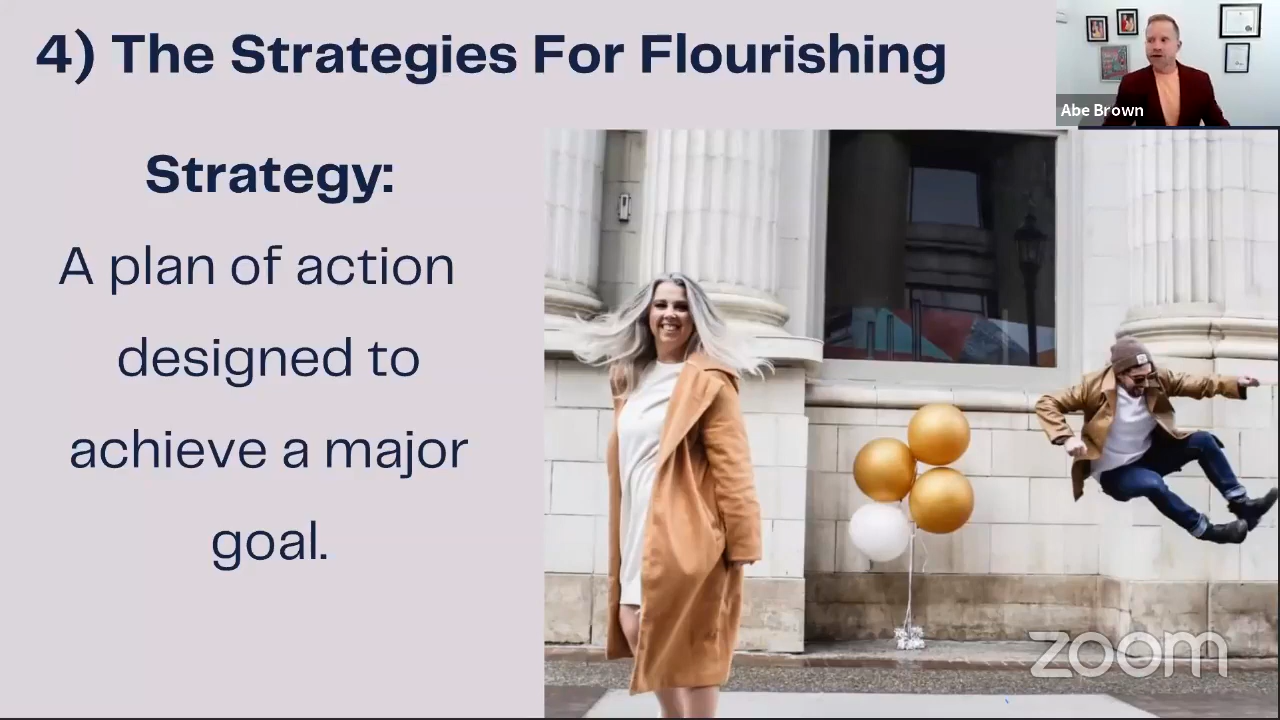 4) The Strategies For Flourishing
Abe Brown
Strategy:
A plan of action
designed to
achieve a major
goal.
zoom